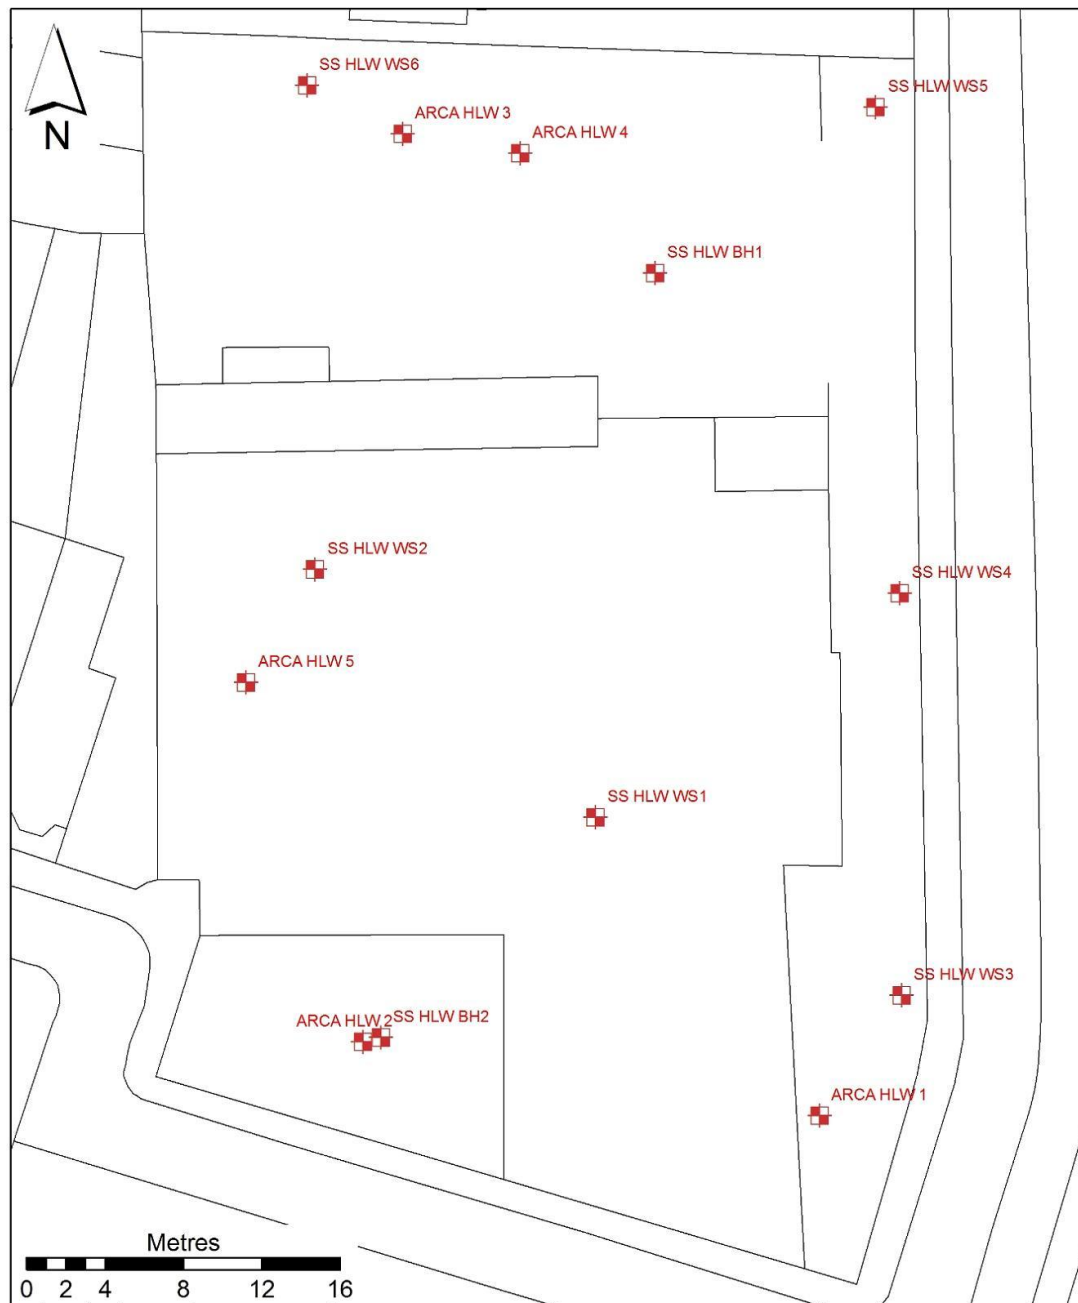 SS HLW WS6
SS HLW WS5
ARCA HLW 3
ARCA HLW 4
N
SS HLW BH1
SS HLW WS2
SS HLW WS4
ARCA HLW 5
SS HLW WS1
SS HLW WS3
ARCA HLW 2
SS HLW BH2
ARCA HLW 1
Metres
0 2 4 8 12 16